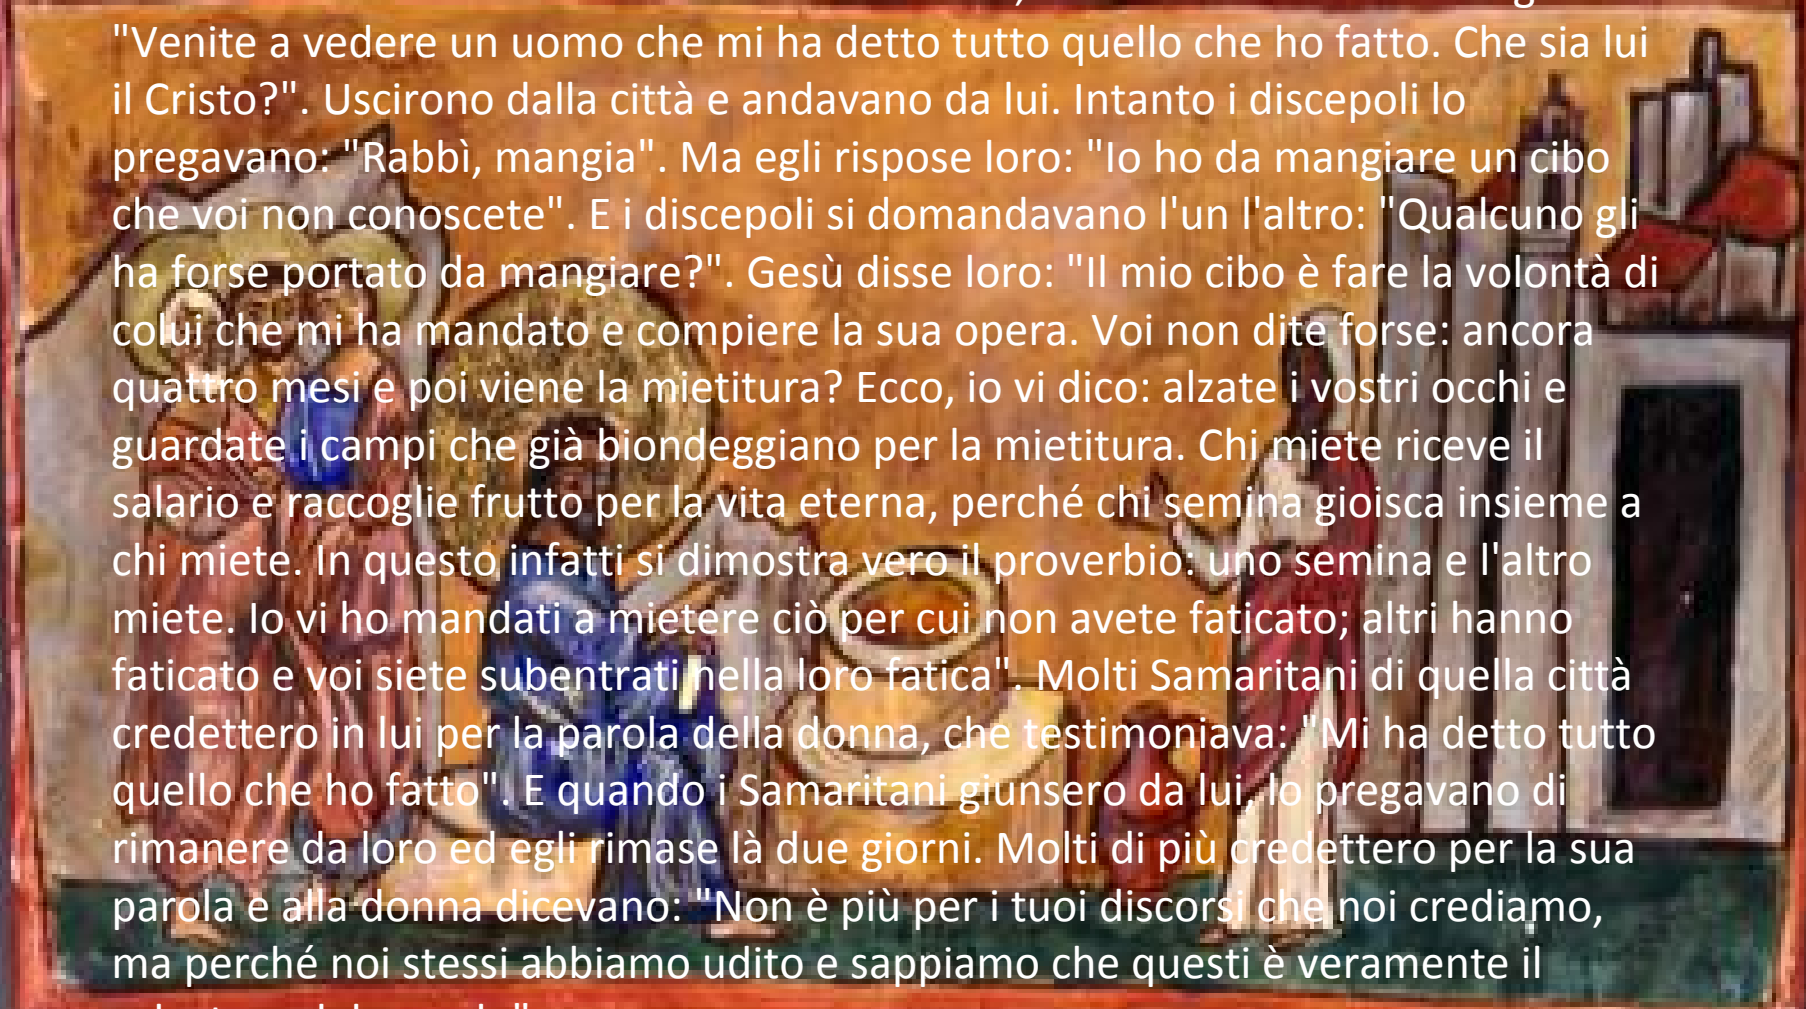 "Venite a vedere un uomo che mi ha detto tutto quello che ho fatto. Che sia lui
il Cristo?". Uscirono dalla città e andavano da lui. Intanto i discepoli lo
pregavano: "Rabbì, mangia". Ma egli rispose loro: "Io ho da mangiare un cibo
che voi non conoscete". E i discepoli si domandavano l'un l'altro: "Qualcuno gli
ha forse portato da mangiare?". Gesù disse loro: "Il mio cibo è fare la volontà di
colui che mi ha mandato e compiere la sua opera. Voi non dite forse: ancora
quattro mesi e poi viene la mietitura? Ecco, io vi dico: alzate i vostri occhi e
guardate i campi che già biondeggiano per la mietitura. Chi miete riceve il
salario e raccoglie frutto per la vita eterna, perché chi semina gioisca insieme a
chi miete. In questo infatti si dimostra vero il proverbio: uno semina e l'altro
miete. Io vi ho mandati a mietere ciò per cui non avete faticato; altri hanno
faticato e voi siete subentrati nella loro fatica". Molti Samaritani di quella città
credettero in lui per la parola della donna, che testimoniava: "Mi ha detto tutto
quello che ho fatto". E quando i Samaritani giunsero da lui, lo pregavano di
rimanere da loro ed egli rimase là due giorni. Molti di più credettero per la sua
parola e alla donna dicevano: "Non è più per i tuoi discorsi che noi crediamo,
ma perché noi stessi abbiamo udito e sappiamo che questi è veramente il